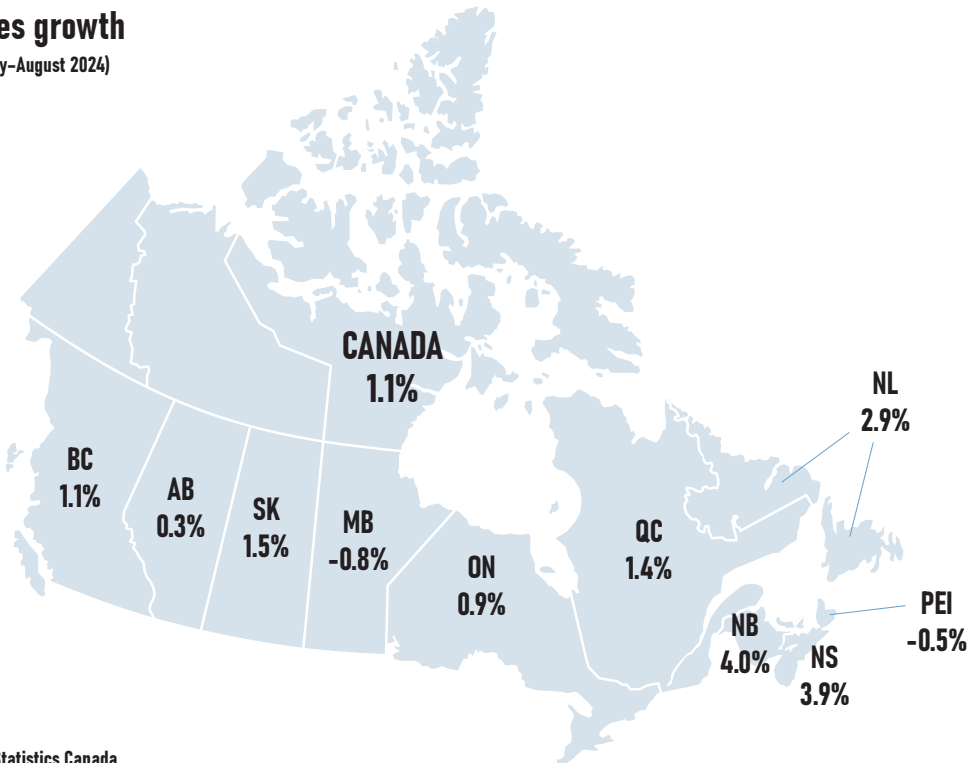 es growth
y–August 2024)
CANADA
1.1%
NL
2.9%
BC
1.1%
AB
0.3%
SK
1.5%
MB
-0.8%
ON
0.9%
QC
1.4%
PEI
-0.5%
NB
4.0%
NS
3.9%
Statistics Canada